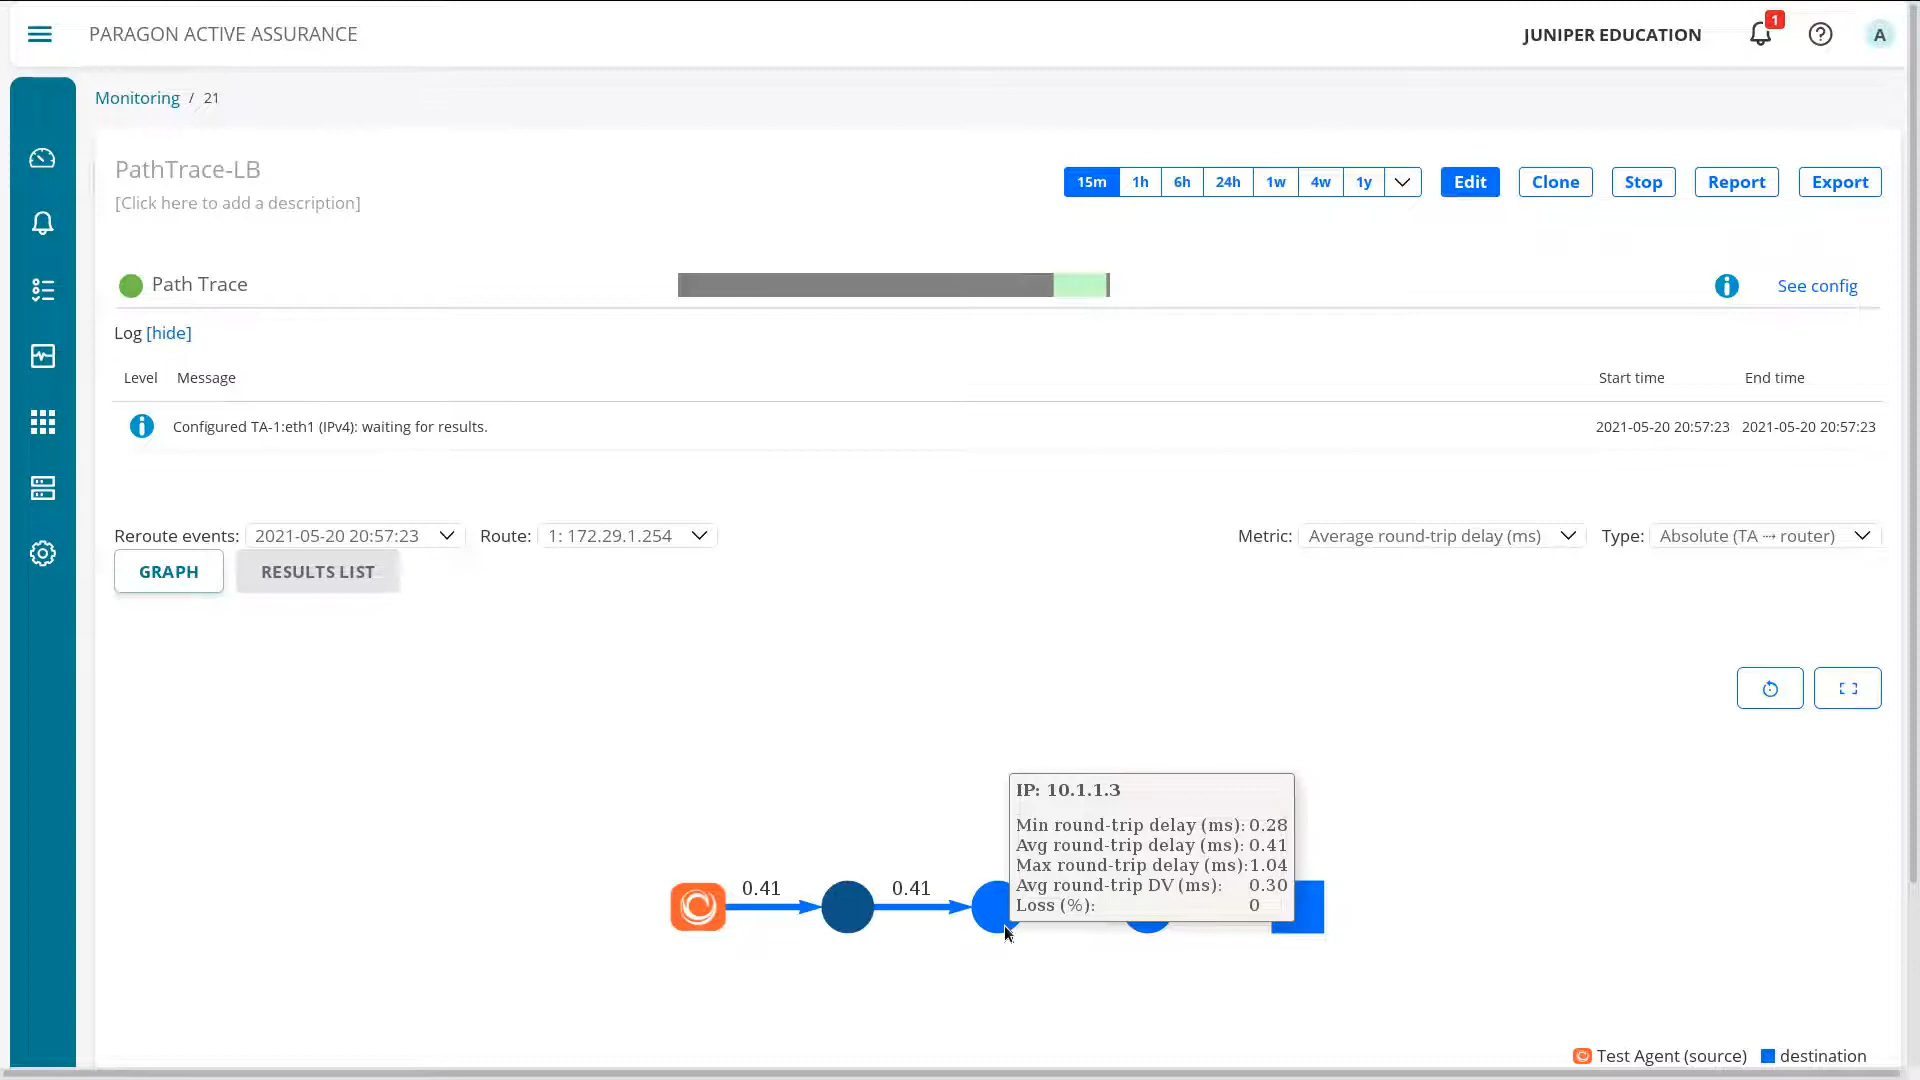 PARAGON ACTIVE ASSURANCE
JUNIPER EDUCATION
1
A
Monitoring / 21
PathTrace-LB
[Click here to add a description]
15m 1h 6h 24h 1w 4w 1y
Edit
Clone
Stop
Report
Export
Path Trace
See config
Log [hide]
Level Message Start time End time
Configured TA-1:eth1 (IPv4): waiting for results. 2021-05-20 20:57:23 2021-05-20 20:57:23
Reroute events: 2021-05-20 20:57:23 Route: 1: 172.29.1.254 Metric: Average round-trip delay (ms) Type: Absolute (TA ⤑ router)
GRAPH RESULTS LIST
IP: 10.1.1.3
Min round-trip delay (ms): 0.28
Avg round-trip delay (ms): 0.41
Max round-trip delay (ms): 1.04
Avg round-trip DV (ms): 0.30
Loss (%): 0
0.41 0.41
Test Agent (source) destination